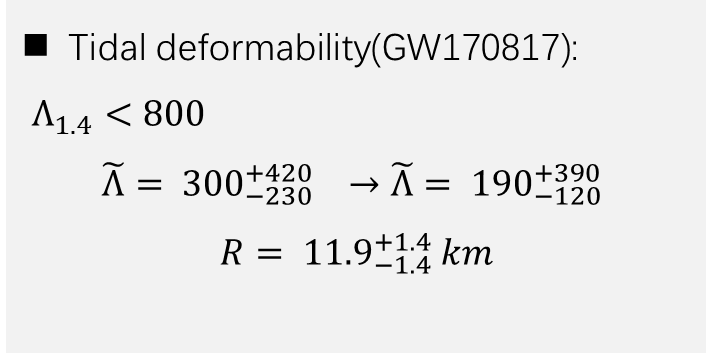 ■ Tidal deformability(GW170817):
Λ₁.₄ < 800
Λ̃ = 300⁺⁴²⁰₋₂₃₀ → Λ̃ = 190⁺³⁹⁰₋₁₂₀
R = 11.9⁺¹·⁴₋₁.₄ km